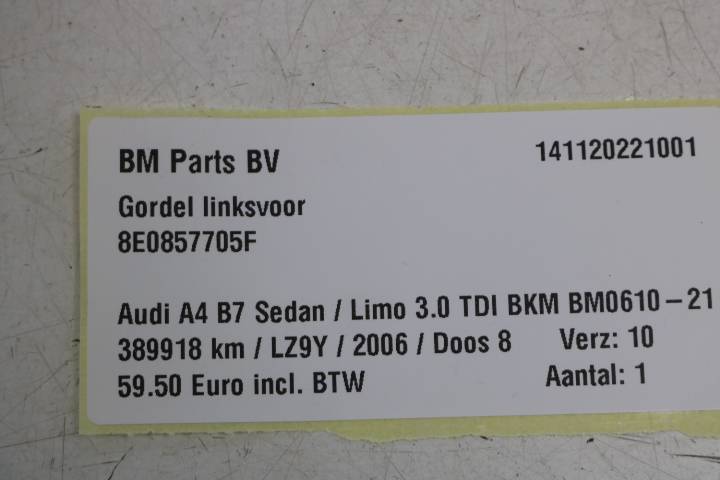 BM Parts BV 141120221001
Gordel linksvoor
8E0857705F
Audi A4 B7 Sedan / Limo 3.0 TDI BKM BM0610-21
389918 km / LZ9Y / 2006 / Doos 8 Verz: 10
59.50 Euro incl. BTW Aantal: 1